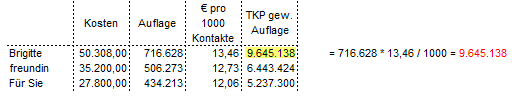 Kosten Auflage € pro 1000 Kontakte TKP gew. Auflage
Brigitte 50.308,00 716.628 13,46 9.645.138 = 716.628 * 13,46 / 1000 = 9.645.138
freundin 35.200,00 506.273 12,73 6.443.424
Für Sie 27.800,00 434.213 12,06 5.237.300